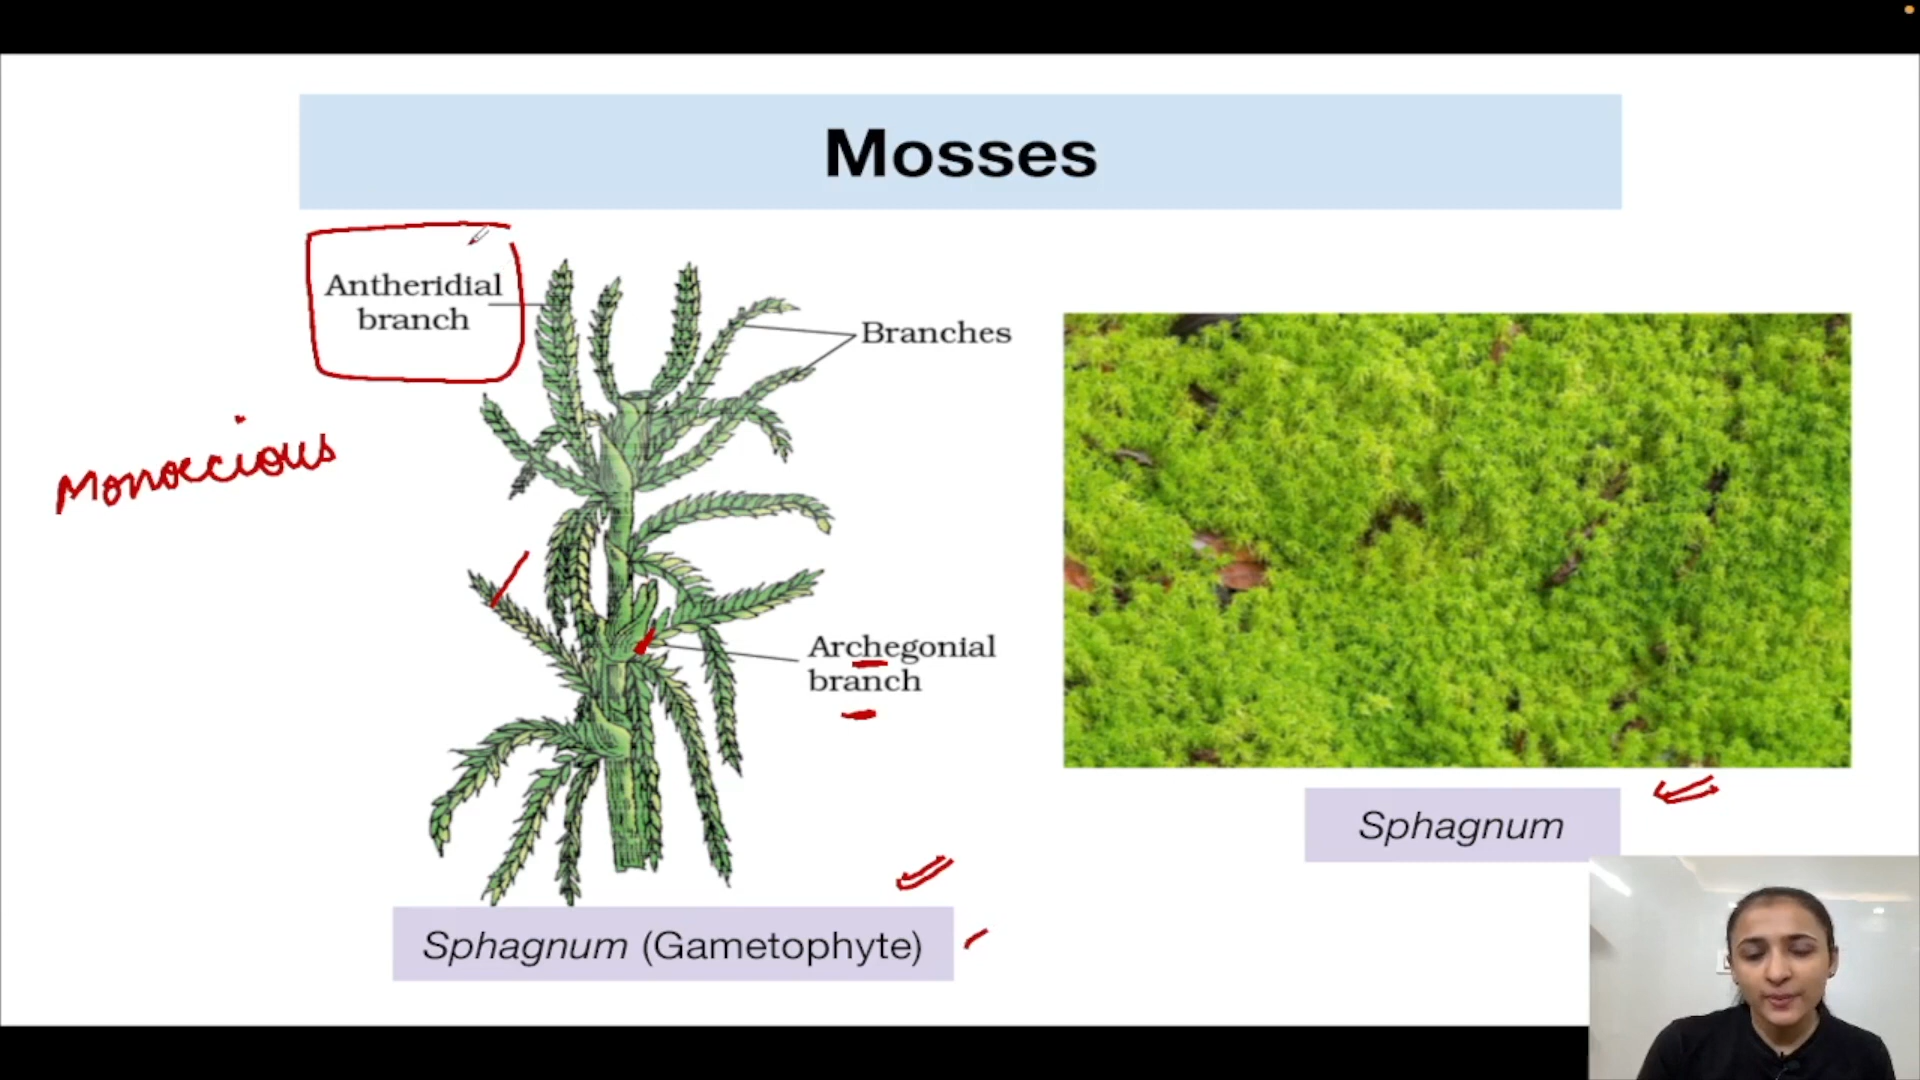 Mosses
Antheridial
branch
Branches
Monoecious
Archegonial
branch
Sphagnum
Sphagnum (Gametophyte)